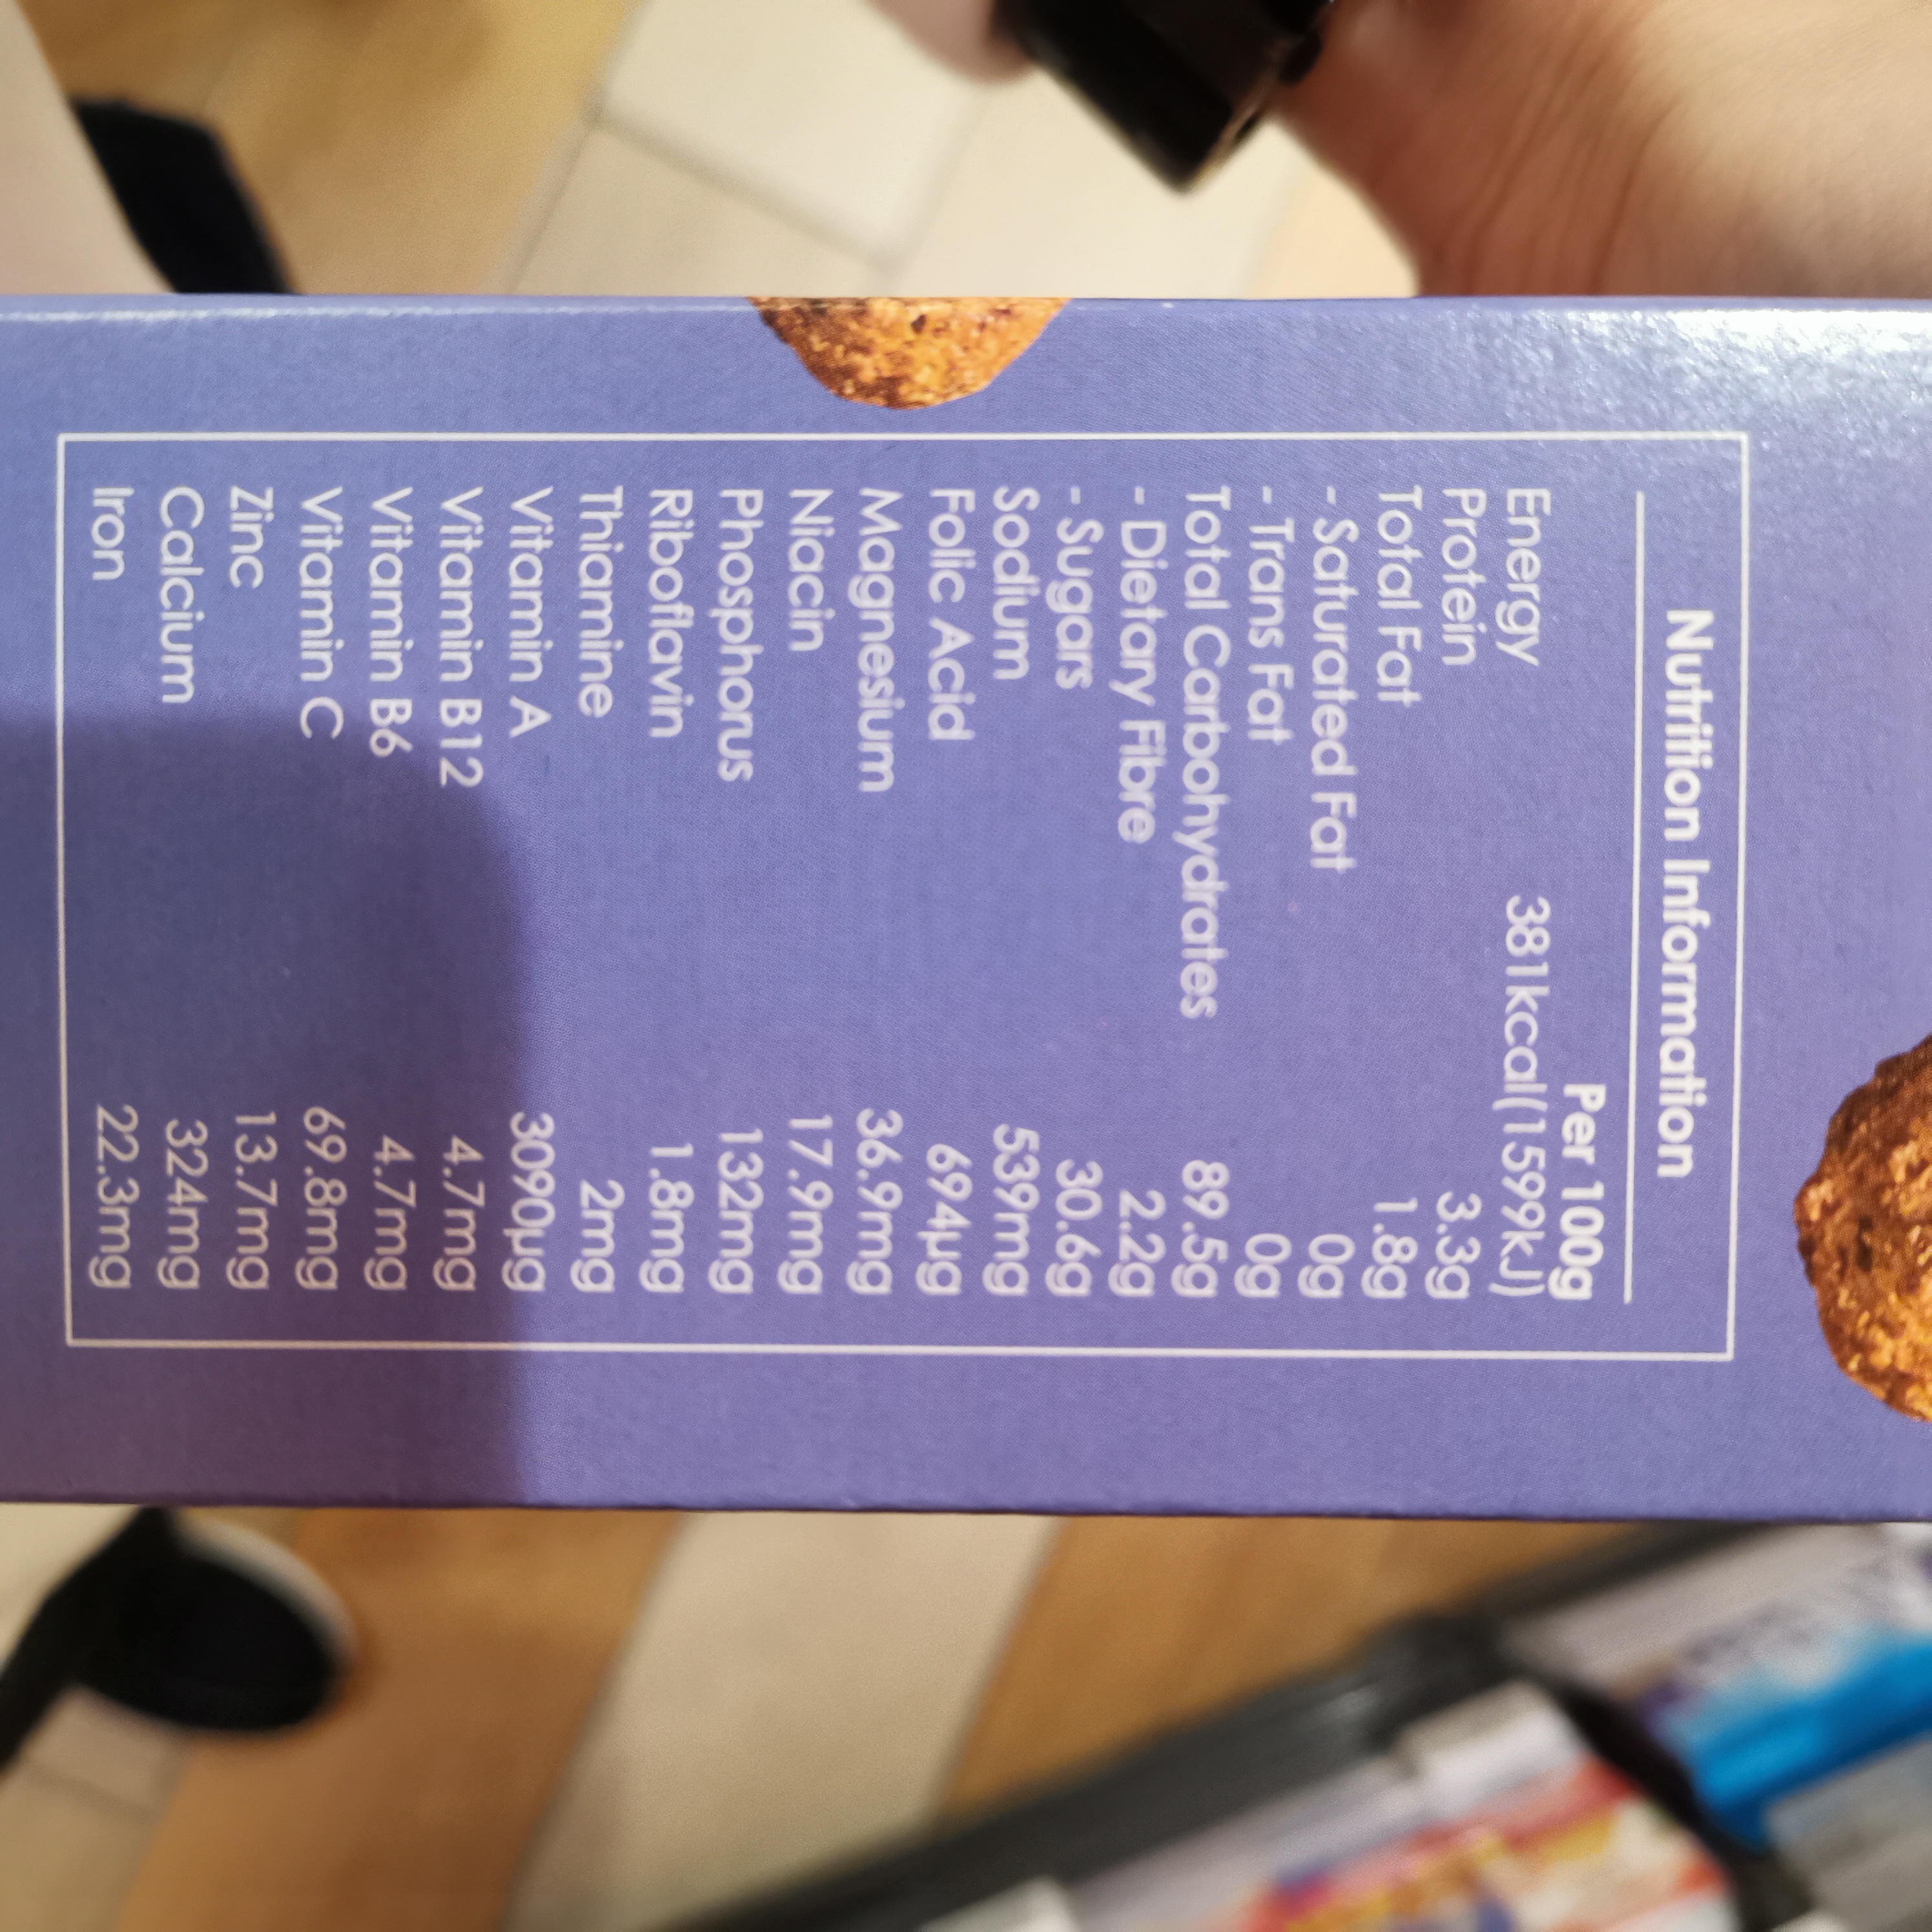 Nutrition Information
Per 100g
Energy 381kcal(1599kJ)
Protein 3.3g
Total Fat 1.8g
- Saturated Fat 0g
- Trans Fat 0g
Total Carbohydrates 89.5g
- Dietary Fibre 2.2g
- Sugars 30.6g
Sodium 539mg
Folic Acid 694µg
Magnesium 36.9mg
Niacin 17.9mg
Phosphorus 132mg
Riboflavin 1.8mg
Thiamine 2mg
Vitamin A 3090µg
Vitamin B12 4.7mg
Vitamin B6 4.7mg
Vitamin C 69.8mg
Zinc 13.7mg
Calcium 324mg
Iron 22.3mg